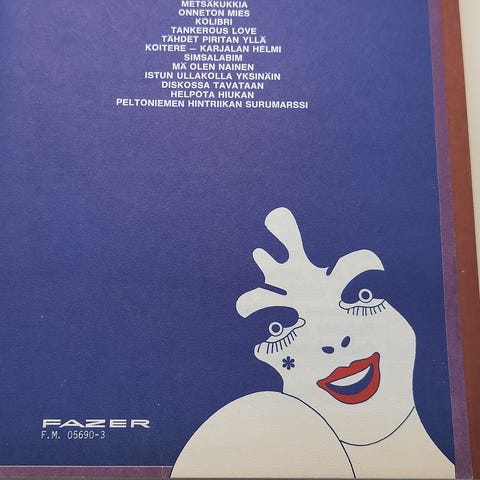 METSÄKUKKIA
ONNETON MIES
KOLIBRI
TANKEROUS LOVE
TÄHDET PIRITAN YLLÄ
KOITERE — KARJALAN HELMI
SIMSALABIM
MÄ OLEN NAINEN
ISTUN ULLAKOLLA YKSINÄIN
DISKOSSA TAVATAAN
HELPOTA HIUKAN
PELTONIEMEN HINTRIIKAN SURUMARSSI
FAZER
F.M. 05690-3